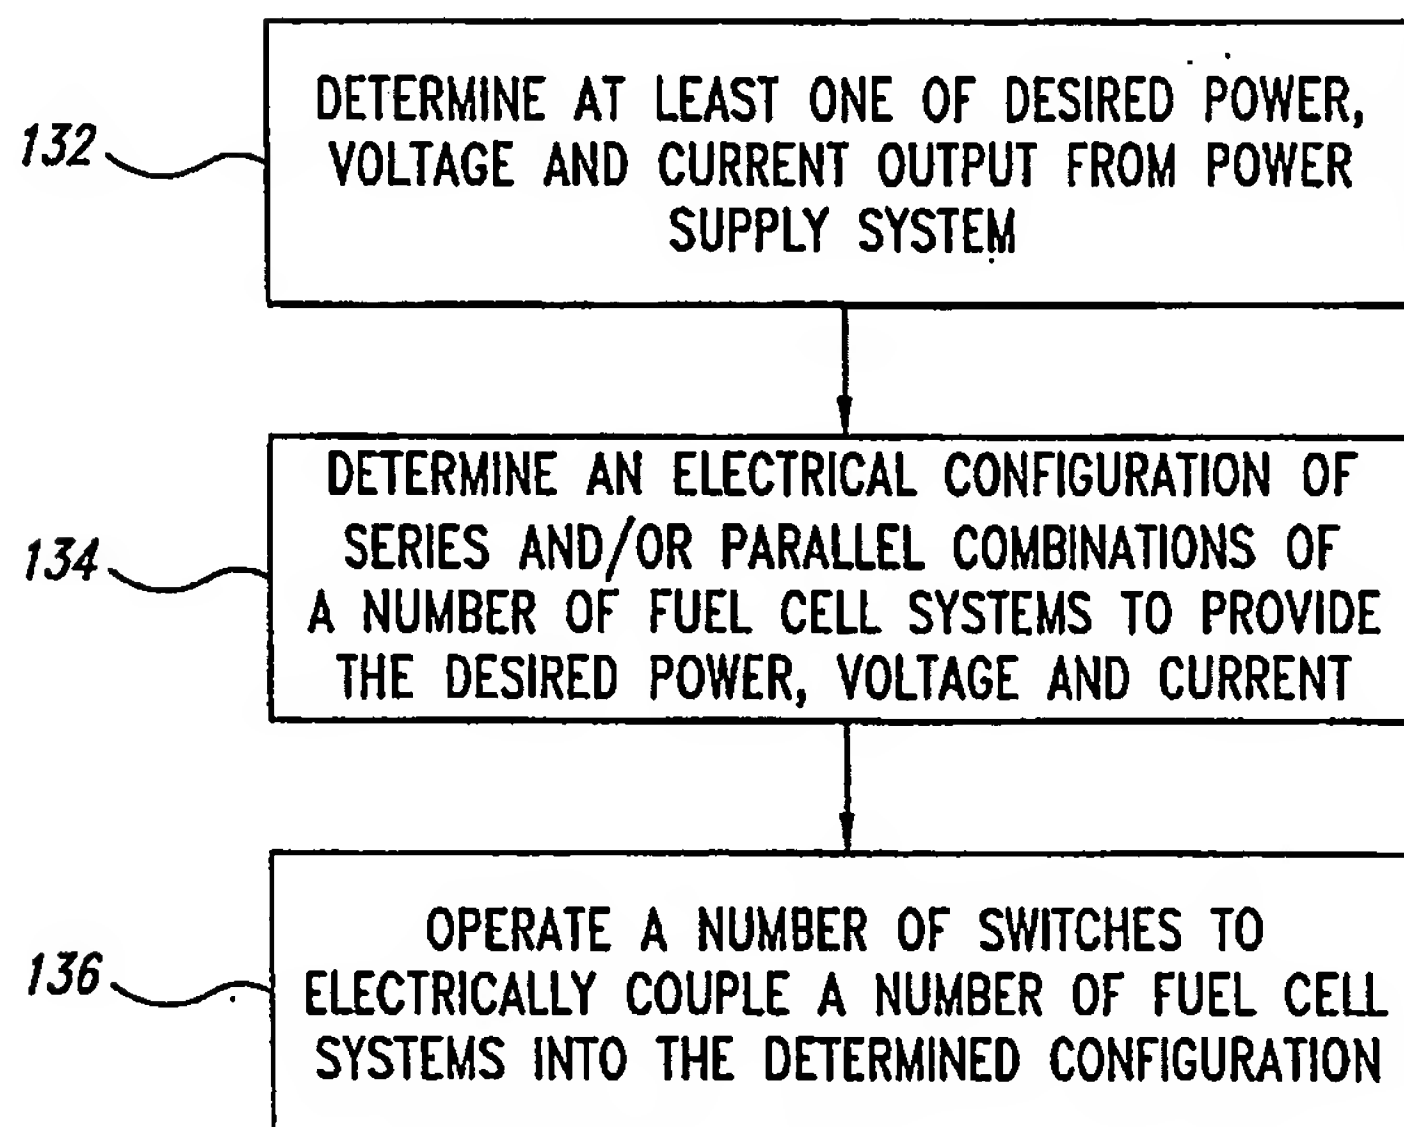 132
DETERMINE AT LEAST ONE OF DESIRED POWER,
VOLTAGE AND CURRENT OUTPUT FROM POWER
SUPPLY SYSTEM
134
DETERMINE AN ELECTRICAL CONFIGURATION OF
SERIES AND/OR PARALLEL COMBINATIONS OF
A NUMBER OF FUEL CELL SYSTEMS TO PROVIDE
THE DESIRED POWER, VOLTAGE AND CURRENT
136
OPERATE A NUMBER OF SWITCHES TO
ELECTRICALLY COUPLE A NUMBER OF FUEL CELL
SYSTEMS INTO THE DETERMINED CONFIGURATION